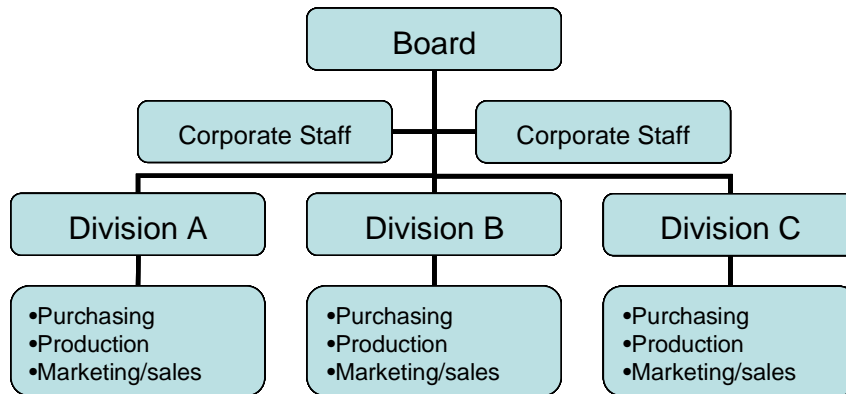 Board
Corporate Staff
Corporate Staff
Division A
Division B
Division C
•Purchasing
•Production
•Marketing/sales
•Purchasing
•Production
•Marketing/sales
•Purchasing
•Production
•Marketing/sales